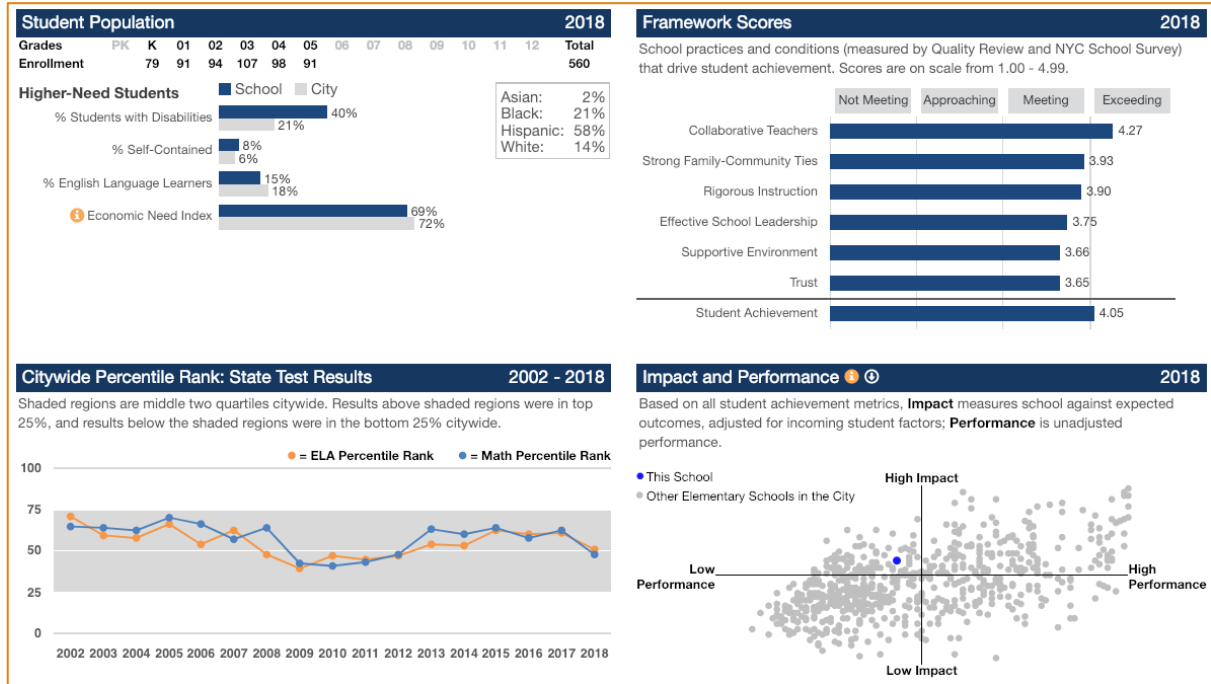 Student Population 2018
Grades PK K 01 02 03 04 05 06 07 08 09 10 11 12 Total
Enrollment 79 91 94 107 98 91 560
Higher-Need Students
School City
% Students with Disabilities 40%
21%
% Self-Contained 8%
6%
% English Language Learners 15%
18%
i Economic Need Index 69%
72%
Asian: 2%
Black: 21%
Hispanic: 58%
White: 14%
Framework Scores 2018
School practices and conditions (measured by Quality Review and NYC School Survey)
that drive student achievement. Scores are on scale from 1.00 - 4.99.
Not Meeting Approaching Meeting Exceeding
Collaborative Teachers 4.27
Strong Family-Community Ties 3.93
Rigorous Instruction 3.90
Effective School Leadership 3.75
Supportive Environment 3.66
Trust 3.65
Student Achievement 4.05
Citywide Percentile Rank: State Test Results 2002 - 2018
Shaded regions are middle two quartiles citywide. Results above shaded regions were in top
25%, and results below the shaded regions were in the bottom 25% citywide.
= ELA Percentile Rank = Math Percentile Rank
100
75
50
25
0
2002 2003 2004 2005 2006 2007 2008 2009 2010 2011 2012 2013 2014 2015 2016 2017 2018
Impact and Performance i 2018
Based on all student achievement metrics, Impact measures school against expected
outcomes, adjusted for incoming student factors; Performance is unadjusted
performance.
This School
Other Elementary Schools in the City
High Impact
Low
Performance
High
Performance
Low Impact